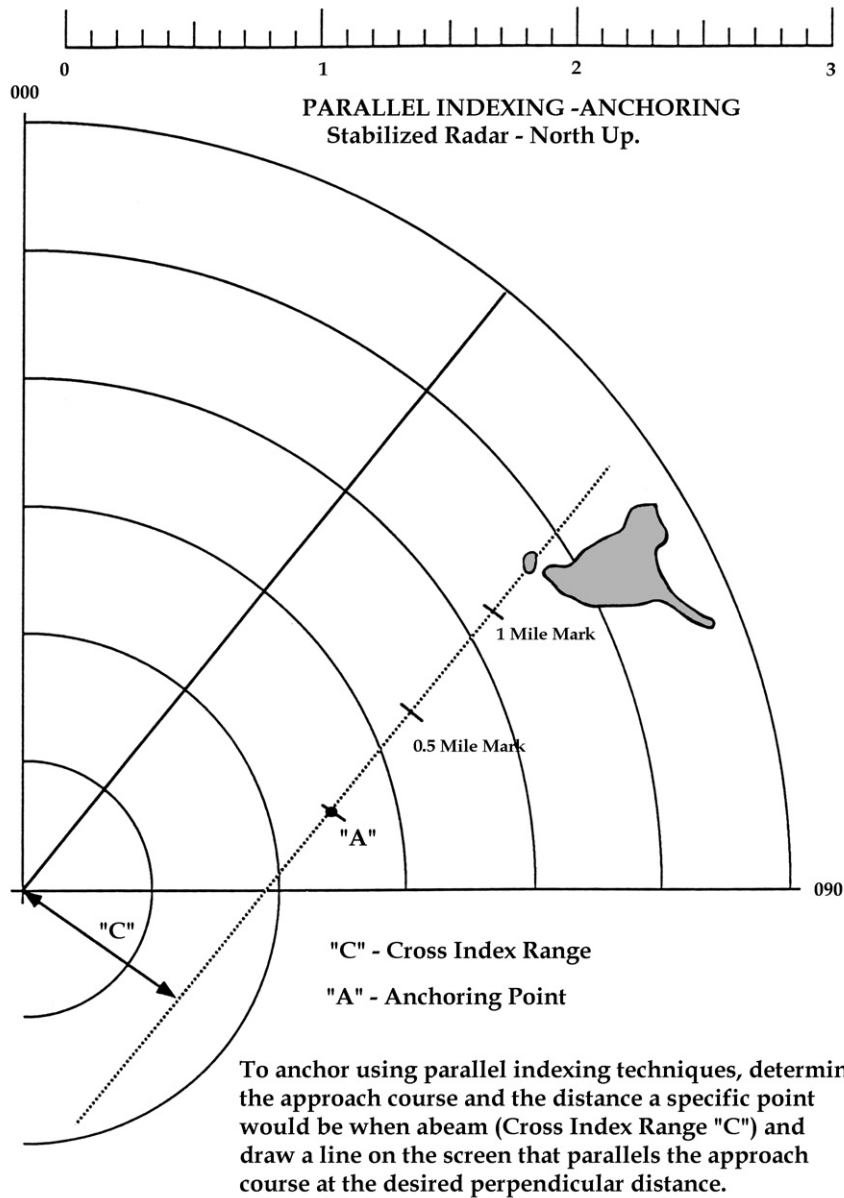 0 1 2 3
000
PARALLEL INDEXING -ANCHORING
Stabilized Radar - North Up.
1 Mile Mark
0.5 Mile Mark
"A"
090
"C"
"C" - Cross Index Range
"A" - Anchoring Point
To anchor using parallel indexing techniques, determin
the approach course and the distance a specific point
would be when abeam (Cross Index Range "C") and
draw a line on the screen that parallels the approach
course at the desired perpendicular distance.